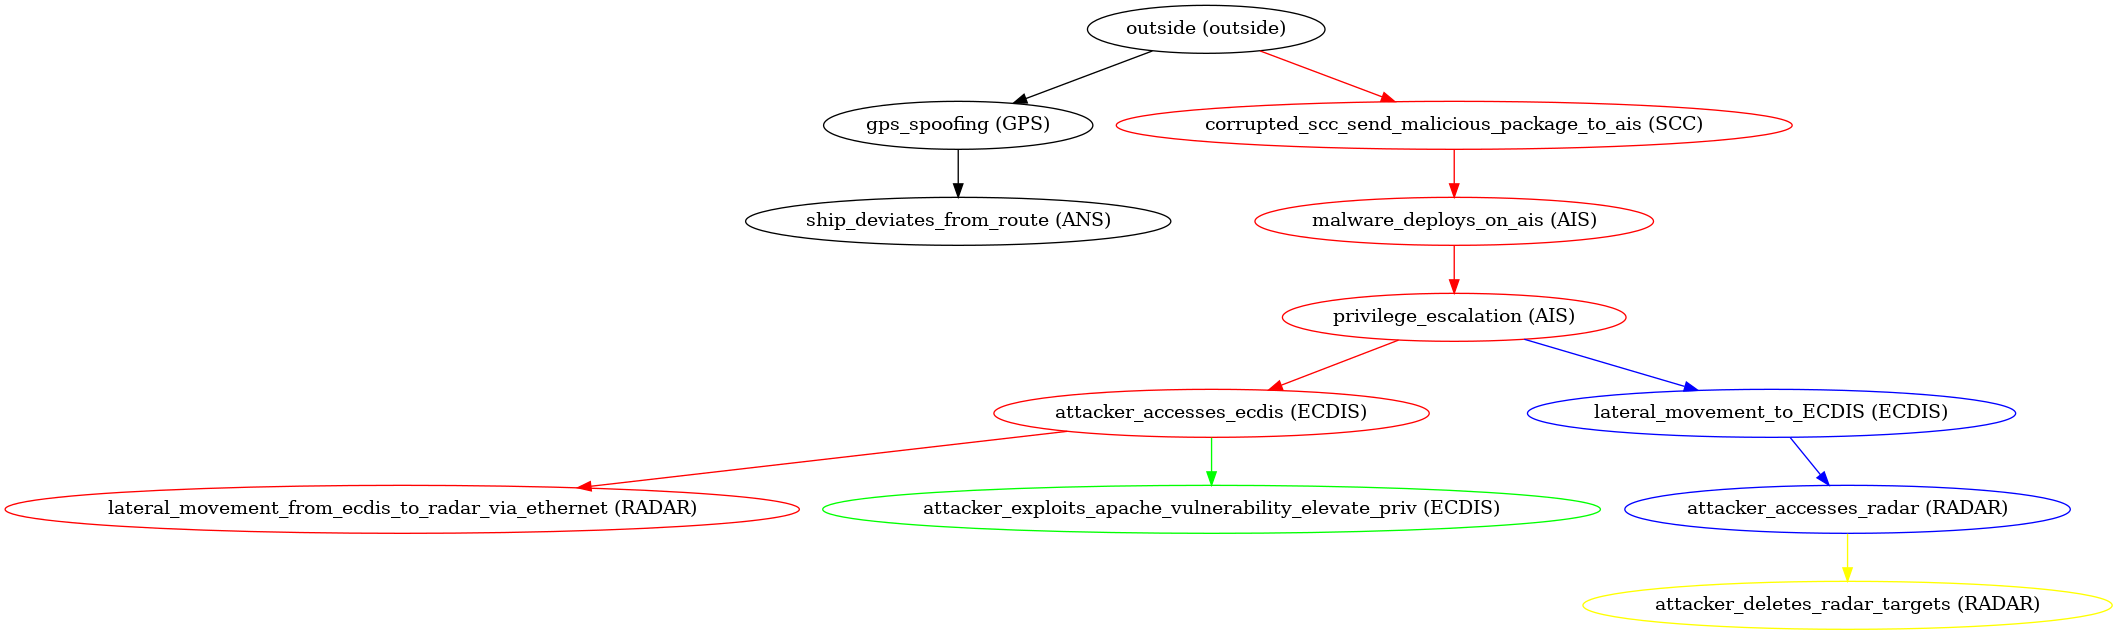 outside (outside)
gps_spoofing (GPS)
corrupted_scc_send_malicious_package_to_ais (SCC)
ship_deviates_from_route (ANS)
malware_deploys_on_ais (AIS)
privilege_escalation (AIS)
attacker_accesses_ecdis (ECDIS)
lateral_movement_to_ECDIS (ECDIS)
lateral_movement_from_ecdis_to_radar_via_ethernet (RADAR)
attacker_exploits_apache_vulnerability_elevate_priv (ECDIS)
attacker_accesses_radar (RADAR)
attacker_deletes_radar_targets (RADAR)